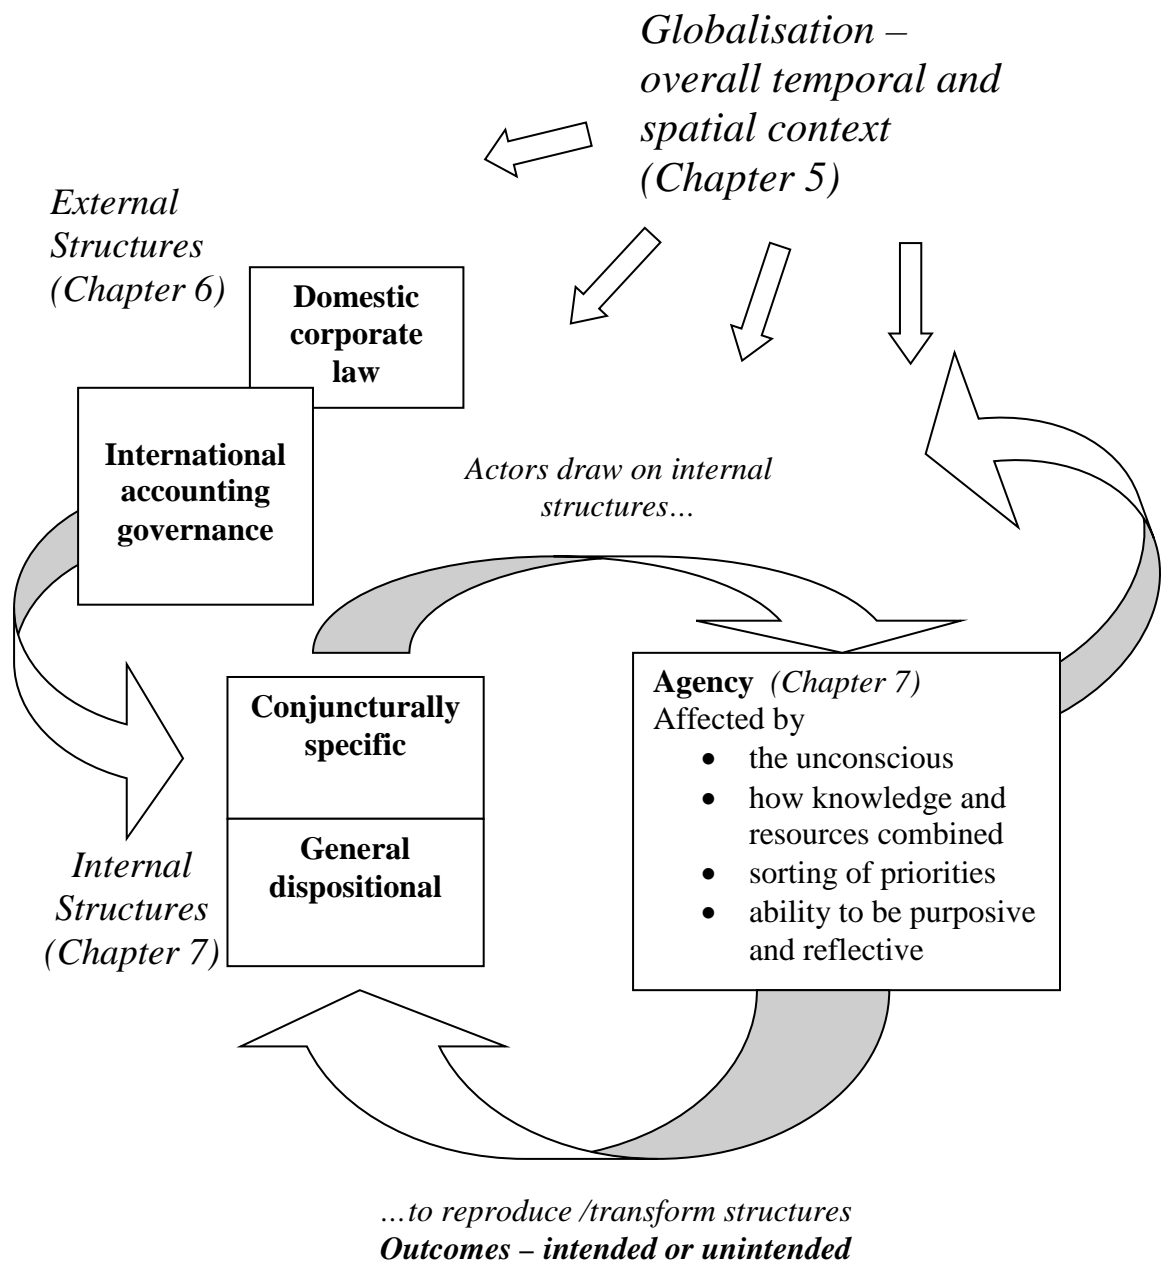 Globalisation –
overall temporal and
spatial context
(Chapter 5)
External
Structures
(Chapter 6)
Domestic
corporate
law
International
accounting
governance
Actors draw on internal
structures…
Conjuncturally
specific
General
dispositional
Internal
Structures
(Chapter 7)
Agency (Chapter 7)
Affected by
• the unconscious
• how knowledge and
resources combined
• sorting of priorities
• ability to be purposive
and reflective
…to reproduce /transform structures
Outcomes – intended or unintended